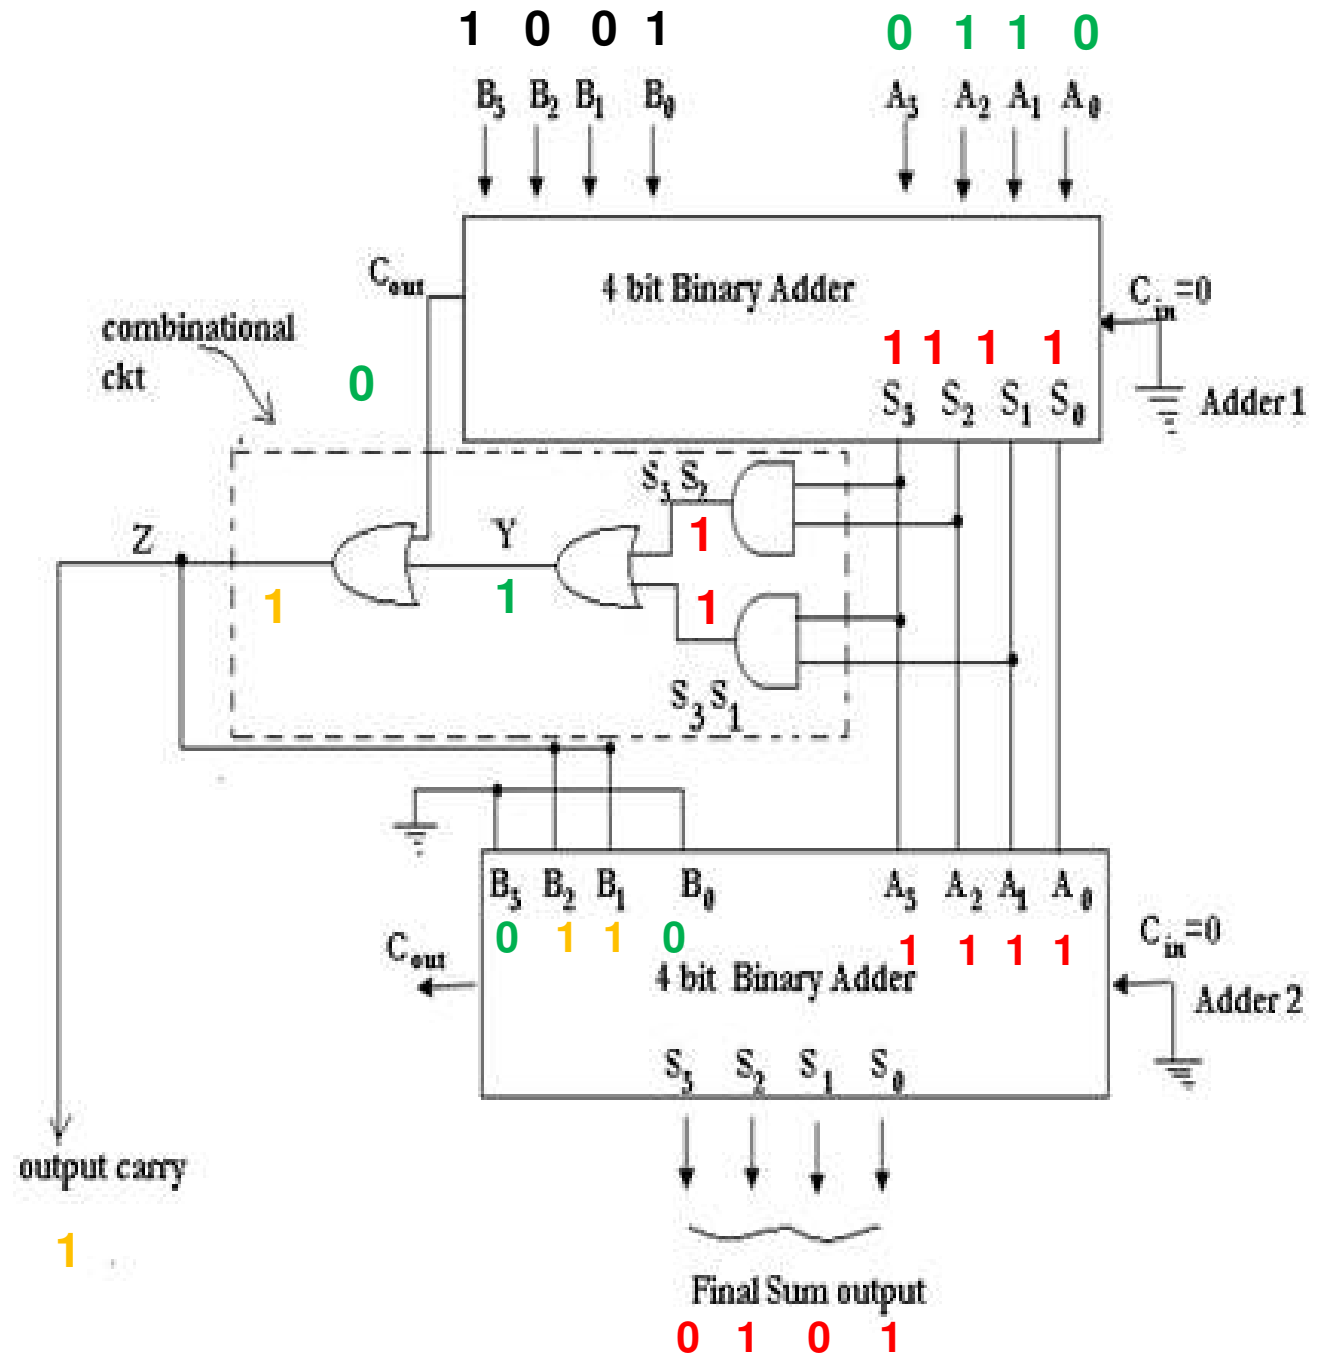 1 0 0 1 0 1 1 0
B3 B2 B1 B0 A3 A2 A1 A0
Cout
4 bit Binary Adder
Cin=0
combinational
ckt
0
1 1 1 1
S3 S2 S1 S0
Adder 1
S3 S2
1
Z
Y
1
1
1
S3 S1
B3 B2 B1 B0 A3 A2 A1 A0
0 1 1 0 1 1 1 1
Cout
4 bit Binary Adder
Cin=0
Adder 2
S3 S2 S1 S0
output carry
1
Final Sum output
0 1 0 1